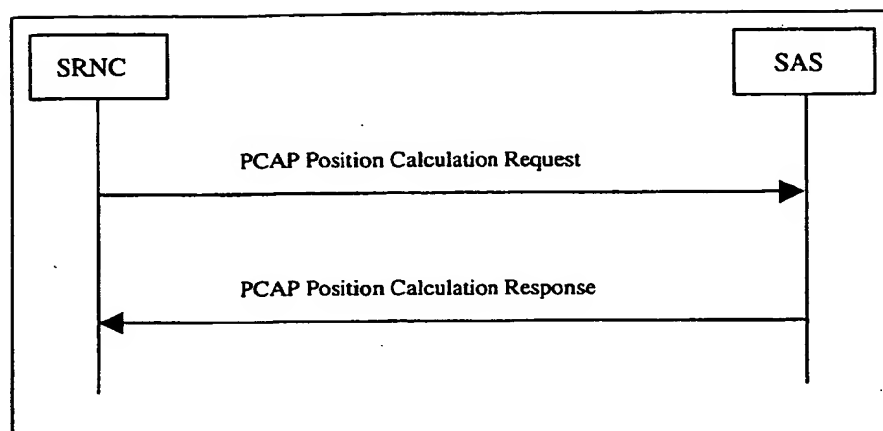 SRNC
SAS
PCAP Position Calculation Request
PCAP Position Calculation Response